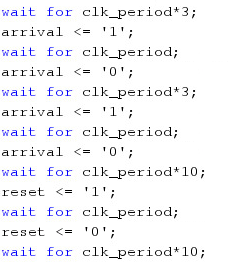 wait for clk_period*3;
arrival <= '1';
wait for clk_period;
arrival <= '0';
wait for clk_period*3;
arrival <= '1';
wait for clk_period;
arrival <= '0';
wait for clk_period*10;
reset <= '1';
wait for clk_period;
reset <= '0';
wait for clk_period*10;